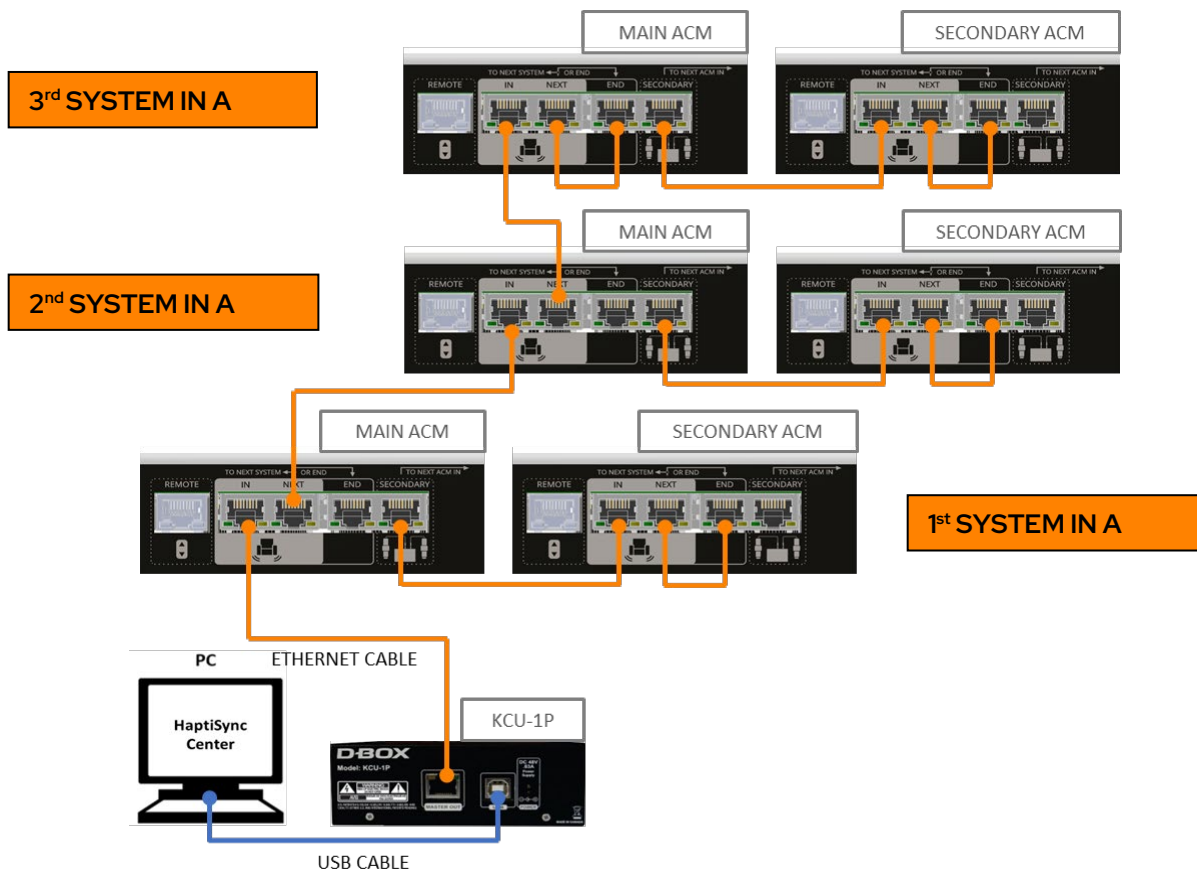 MAIN ACM
SECONDARY ACM
3rd SYSTEM IN A
TO NEXT SYSTEM OR END TO NEXT ACM IN
REMOTE IN NEXT END SECONDARY
TO NEXT SYSTEM OR END TO NEXT ACM IN
REMOTE IN NEXT END SECONDARY
MAIN ACM
SECONDARY ACM
2nd SYSTEM IN A
TO NEXT SYSTEM OR END TO NEXT ACM IN
REMOTE IN NEXT END SECONDARY
TO NEXT SYSTEM OR END TO NEXT ACM IN
REMOTE IN NEXT END SECONDARY
MAIN ACM
SECONDARY ACM
TO NEXT SYSTEM OR END TO NEXT ACM IN
REMOTE IN NEXT END SECONDARY
TO NEXT SYSTEM OR END TO NEXT ACM IN
REMOTE IN NEXT END SECONDARY
1st SYSTEM IN A
PC
ETHERNET CABLE
HaptiSync
Center
KCU-1P
D-BOX
Model: KCU-1P
DC 48V
Power
Supply
MASTER OUT
USB CABLE